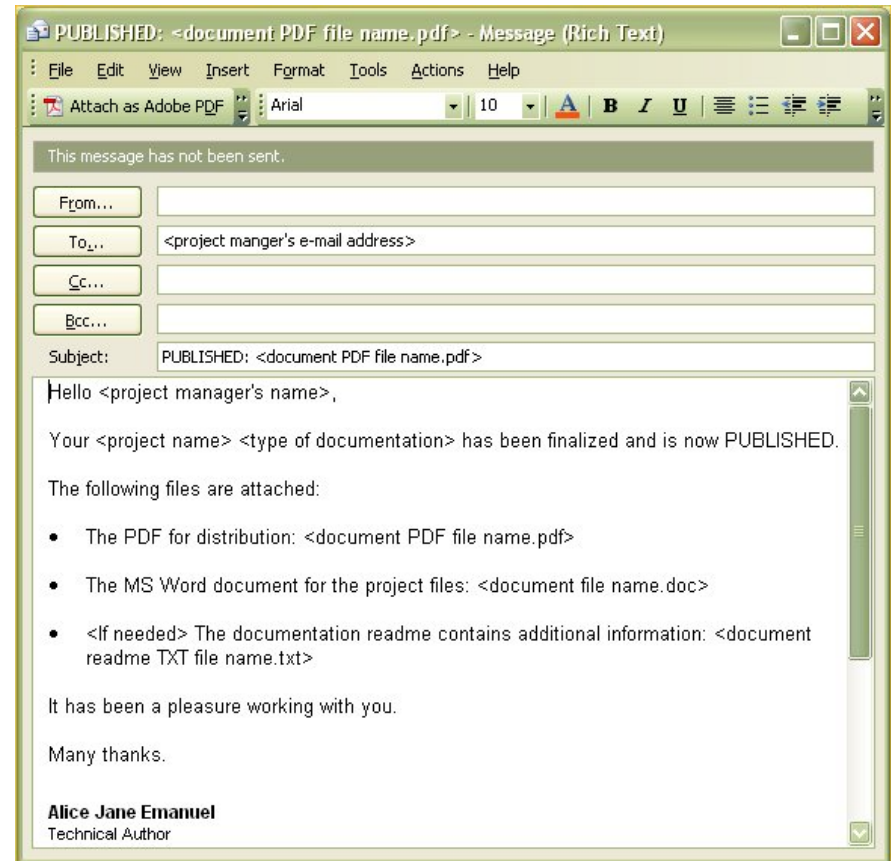 PUBLISHED: <document PDF file name.pdf> - Message (Rich Text)
File Edit View Insert Format Tools Actions Help
Attach as Adobe PDF Arial 10 A B I U
This message has not been sent.
From...
To... <project manger's e-mail address>
Cc...
Bcc...
Subject: PUBLISHED: <document PDF file name.pdf>
Hello <project manager's name>,
Your <project name> <type of documentation> has been finalized and is now PUBLISHED.
The following files are attached:
• The PDF for distribution: <document PDF file name.pdf>
• The MS Word document for the project files: <document file name.doc>
• <If needed> The documentation readme contains additional information: <document
readme TXT file name.txt>
It has been a pleasure working with you.
Many thanks.
Alice Jane Emanuel
Technical Author